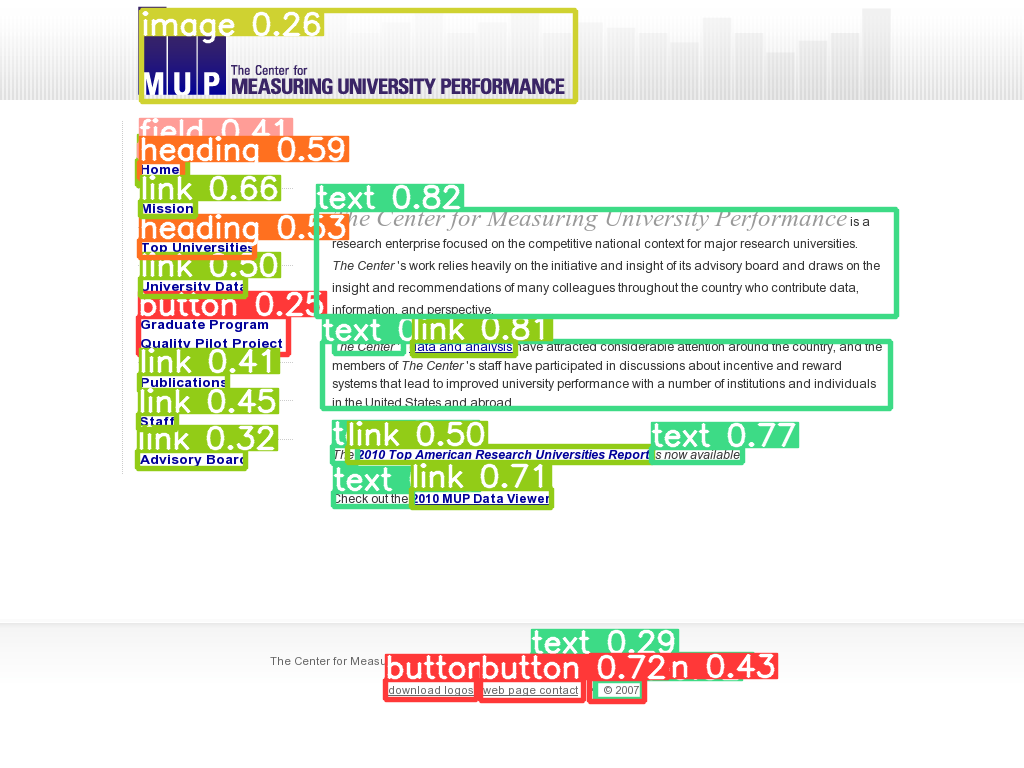 image 0.26
MUP The Center for
MEASURING UNIVERSITY PERFORMANCE
field 0.41
heading 0.59
Home
link 0.66
Mission
heading 0.53
Top Universities
link 0.50
University Data
button 0.25
Graduate Program
Quality Pilot Project
link 0.41
Publications
link 0.45
Staff
link 0.32
Advisory Board
text 0.82
The Center for Measuring University Performance is a
research enterprise focused on the competitive national context for major research universities.
The Center 's work relies heavily on the initiative and insight of its advisory board and draws on the
insight and recommendations of many colleagues throughout the country who contribute data,
information, and perspective.
text link 0.81
The Center data and analysis have attracted considerable attention around the country, and the
members of The Center 's staff have participated in discussions about incentive and reward
systems that lead to improved university performance with a number of institutions and individuals
in the United States and abroad
link 0.50 text 0.77
The 2010 Top American Research Universities Report is now available
text link 0.71
Check out the 2010 MUP Data Viewer
text 0.29
The Center for
button button 0.72 0.43
download logos web page contact © 2007